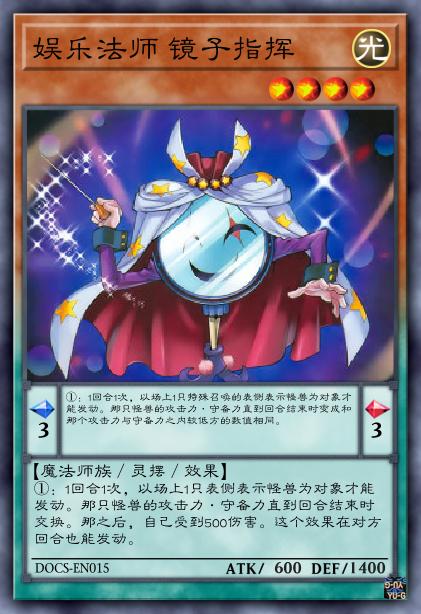 娱乐法师 镜子指挥
光
①：1回合1次，以场上1只特殊召唤的表侧表示怪兽为对象才
能发动。那只怪兽的攻击力·守备力直到回合结束时变成和
那个攻击力与守备力之内较低方的数值相同。
3
3
【魔法师族／灵摆／效果】
①：1回合1次，以场上1只表侧表示怪兽为对象才能
发动。那只怪兽的攻击力·守备力直到回合结束时
交换。那之后，自己受到500伤害。这个效果在对方
回合也能发动。
DOCS-EN015
ATK/ 600 DEF/1400
YU-G